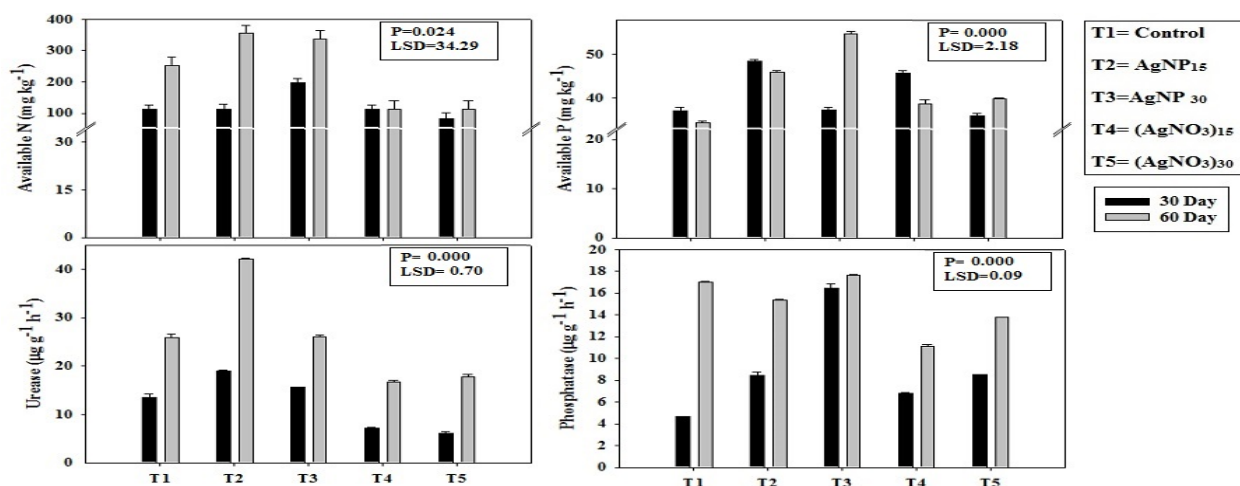 Available N (mg kg⁻¹)
400
300
200
100
30
15
0
P=0.024
LSD=34.29
Available P (mg kg⁻¹)
50
40
20
10
0
P= 0.000
LSD=2.18
T1= Control
T2= AgNP₁₅
T3=AgNP ₃₀
T4= (AgNO₃)₁₅
T5= (AgNO₃)₃₀
30 Day
60 Day
Urease (µg g⁻¹ h⁻¹)
40
30
20
10
0
P= 0.000
LSD= 0.70
T1 T2 T3 T4 T5
Phosphatase (µg g⁻¹ h⁻¹)
20
18
16
14
12
10
8
6
4
2
0
P= 0.000
LSD=0.09
T1 T2 T3 T4 T5